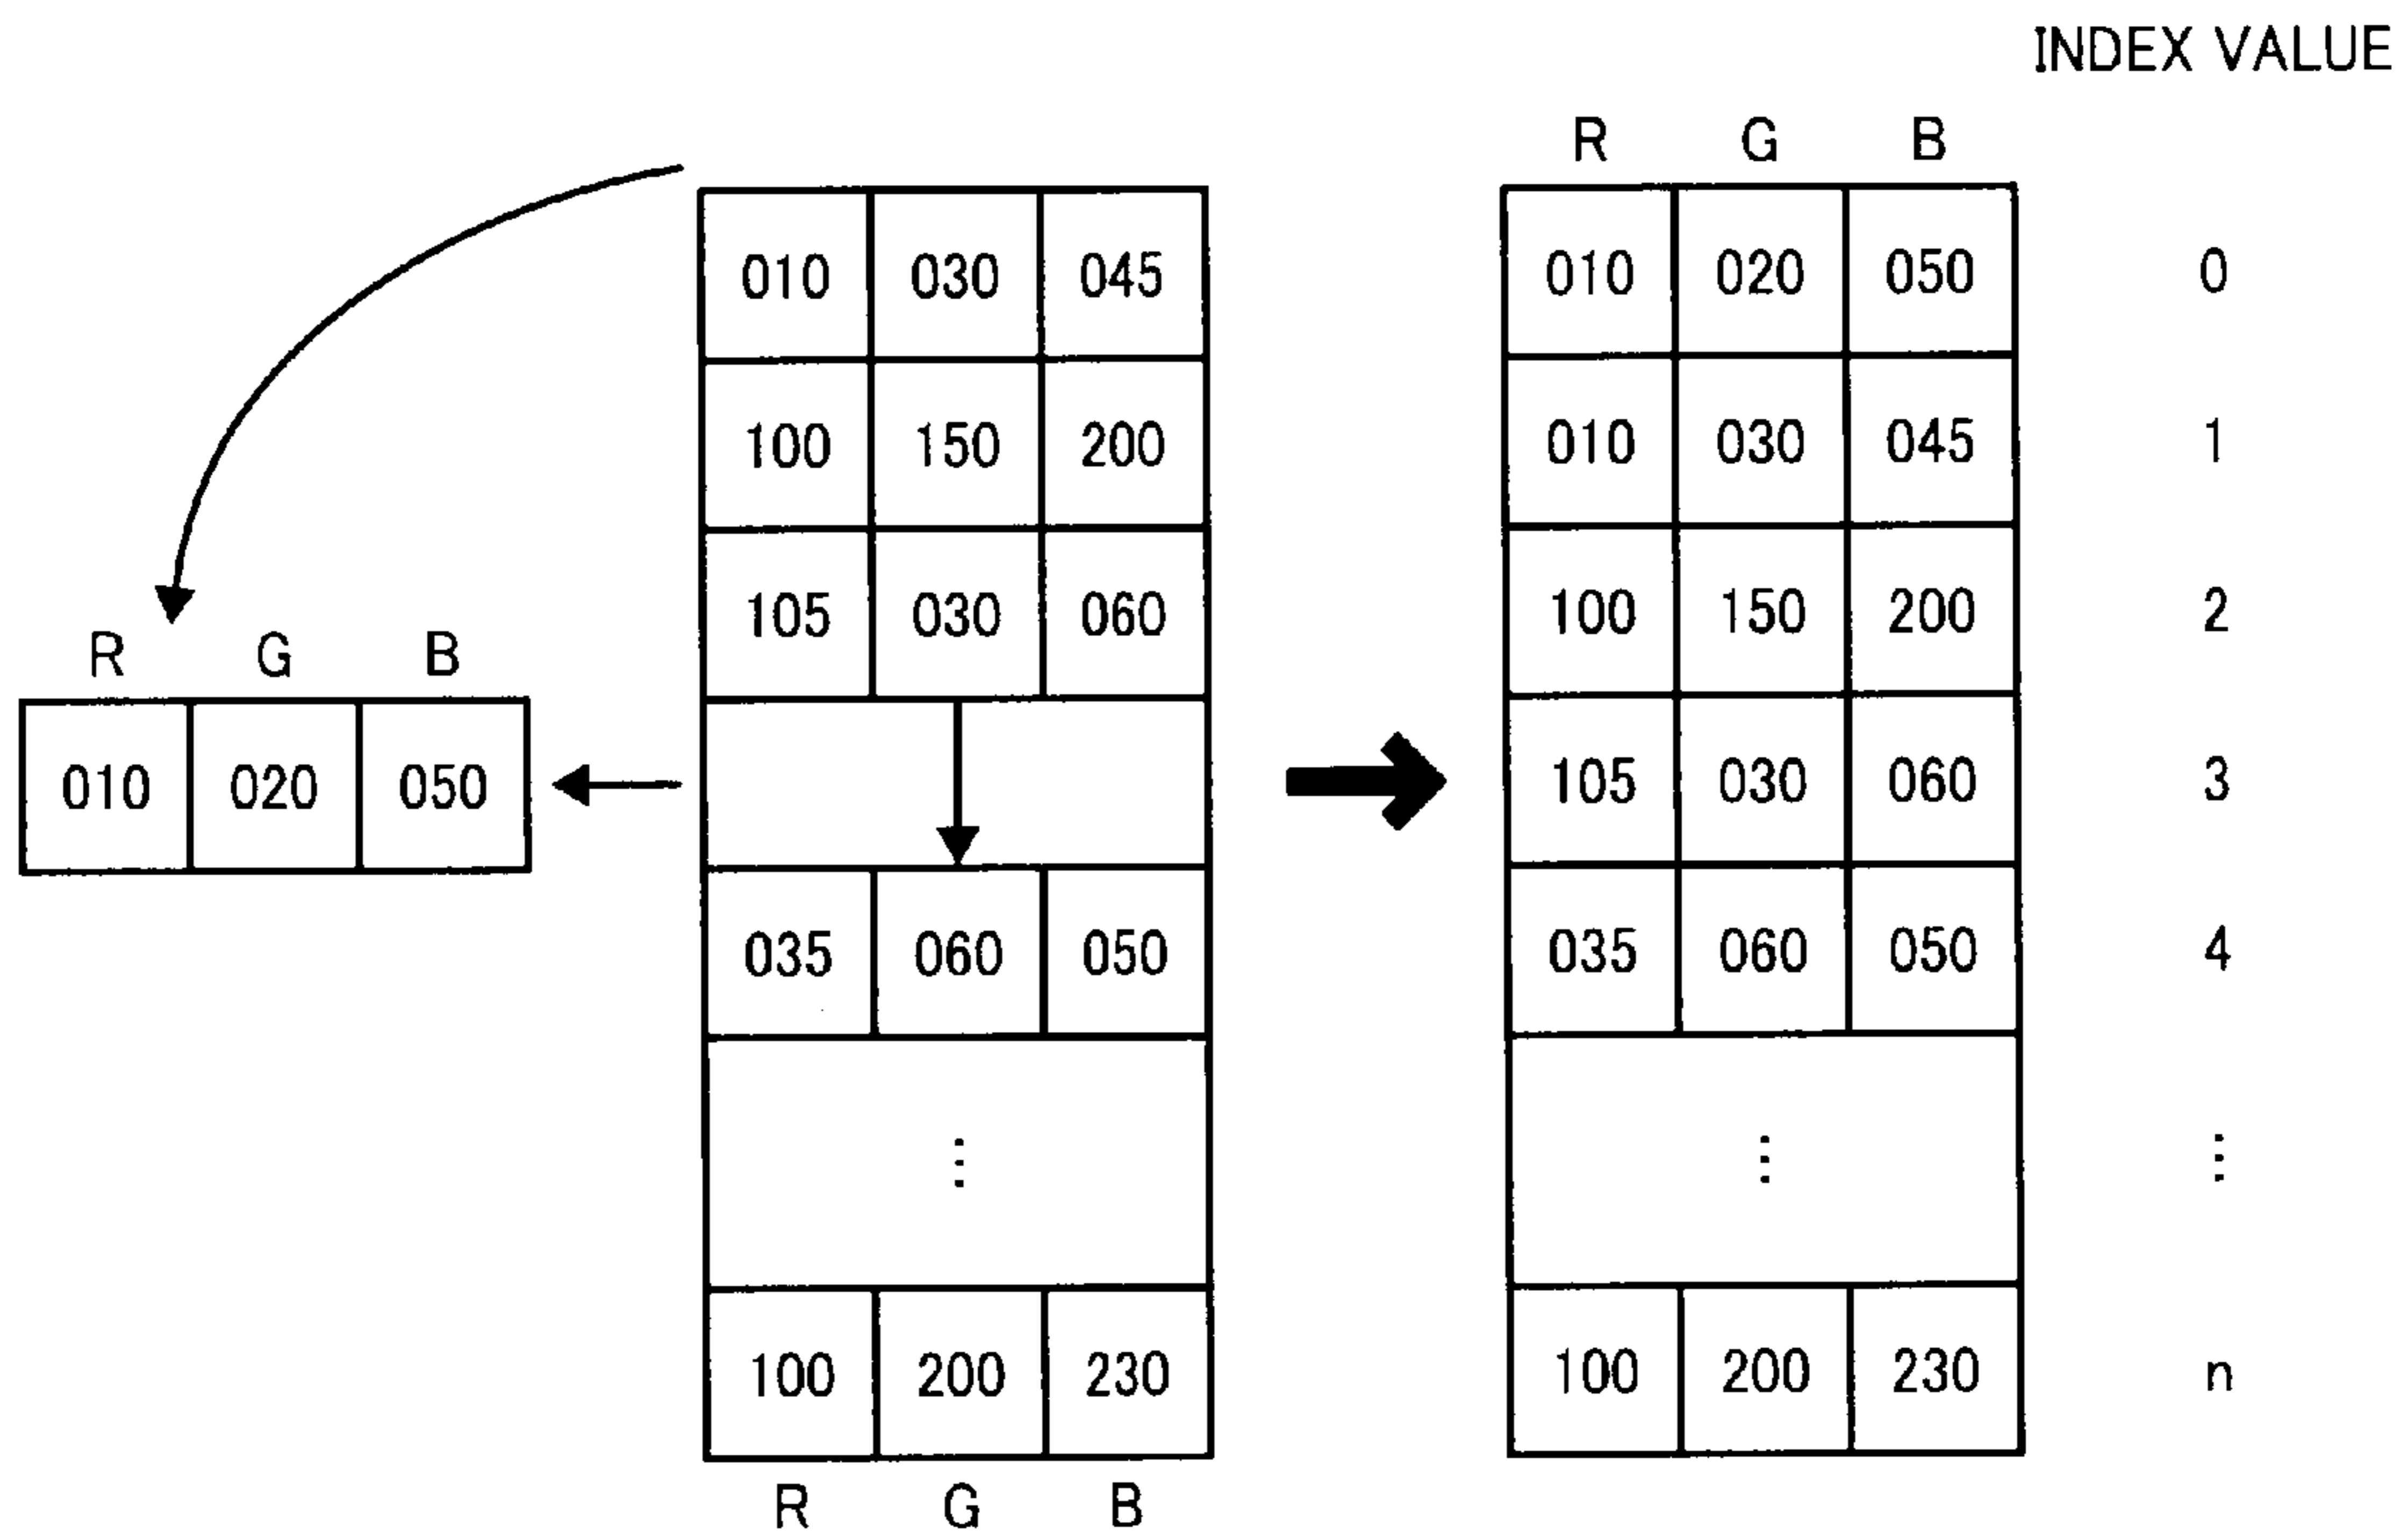 INDEX VALUE
R G B
010 020 050
010 030 045
100 150 200
105 030 060
035 060 050
⋮
100 200 230
R G B
R G B
010 020 050 0
010 030 045 1
100 150 200 2
105 030 060 3
035 060 050 4
⋮ ⋮
100 200 230 n